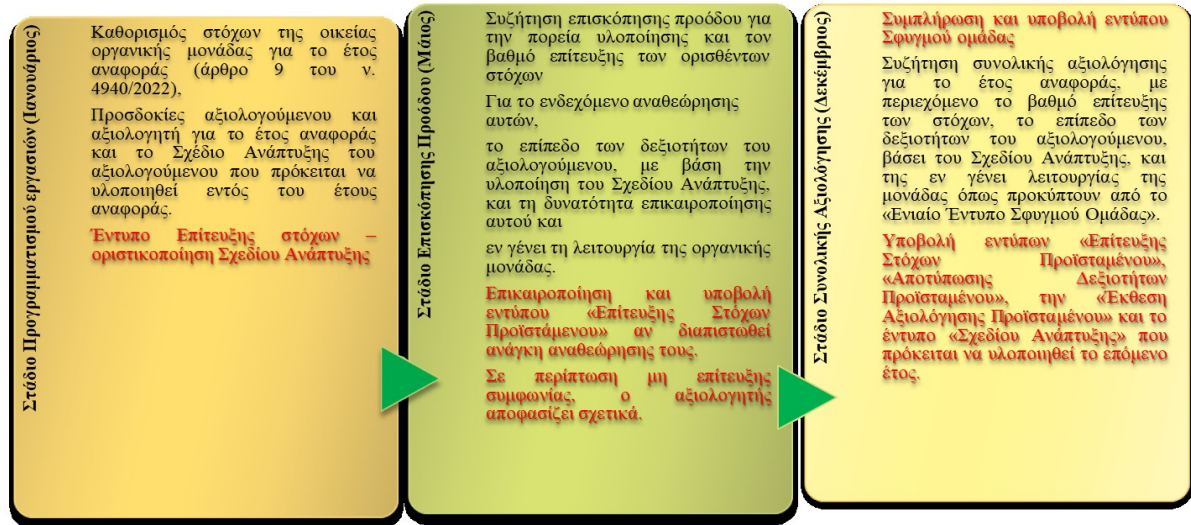 Στάδιο Προγραμματισμού εργασιών (Ιανουάριος)
Καθορισμός στόχων της οικείας
οργανικής μονάδας για το έτος
αναφοράς (άρθρο 9 του ν.
4940/2022),
Προσδοκίες αξιολογούμενου και
αξιολογητή για το έτος αναφοράς
και το Σχέδιο Ανάπτυξης του
αξιολογούμενου που πρόκειται να
υλοποιηθεί εντός του έτους
αναφοράς.
Έντυπο Επίτευξης στόχων –
οριστικοποίηση Σχεδίου Ανάπτυξης
Στάδιο Επισκόπησης Προόδου (Μάιος)
Συζήτηση επισκόπησης προόδου για
την πορεία υλοποίησης και τον
βαθμό επίτευξης των ορισθέντων
στόχων
Για το ενδεχόμενο αναθεώρησης
αυτών,
το επίπεδο των δεξιοτήτων του
αξιολογούμενου, με βάση την
υλοποίηση του Σχεδίου Ανάπτυξης,
και τη δυνατότητα επικαιροποίησης
αυτού και
εν γένει τη λειτουργία της οργανικής
μονάδας.
Επικαιροποίηση και υποβολή
εντύπου «Επίτευξης Στόχων
Προϊστάμενου» αν διαπιστωθεί
ανάγκη αναθεώρησης τους.
Σε περίπτωση μη επίτευξης
συμφωνίας, ο αξιολογητής
αποφασίζει σχετικά.
Στάδιο Συνολικής Αξιολόγησης (Δεκέμβριος)
Συμπλήρωση και υποβολή εντύπου
Σφυγμού ομάδας
Συζήτηση συνολικής αξιολόγησης
για το έτος αναφοράς, με
περιεχόμενο το βαθμό επίτευξης
των στόχων, το επίπεδο των
δεξιοτήτων του αξιολογούμενου,
βάσει του Σχεδίου Ανάπτυξης, και
της εν γένει λειτουργίας της
μονάδας όπως προκύπτουν από το
«Ενιαίο Έντυπο Σφυγμού Ομάδας».
Υποβολή εντύπων «Επίτευξης
Στόχων Προϊσταμένου»,
«Αποτύπωσης Δεξιοτήτων
Προϊσταμένου», την «Έκθεση
Αξιολόγησης Προϊσταμένου» και το
έντυπο «Σχεδίου Ανάπτυξης» που
πρόκειται να υλοποιηθεί το επόμενο
έτος.